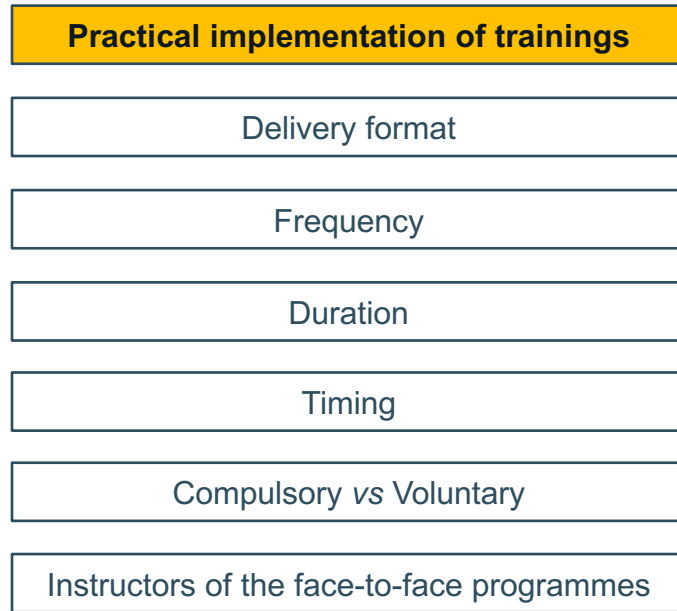 Practical implementation of trainings
Delivery format
Frequency
Duration
Timing
Compulsory vs Voluntary
Instructors of the face-to-face programmes